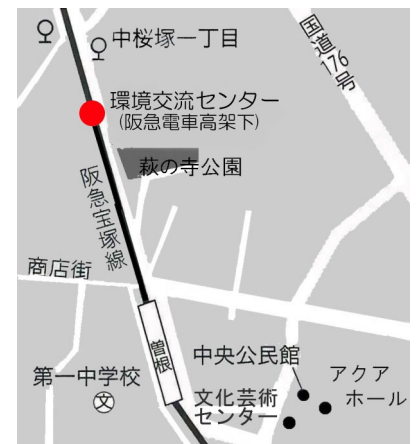 中桜塚一丁目
国道176号
環境交流センター
(阪急電車高架下)
萩の寺公園
阪急宝塚線
商店街
曽根
中央公民館
第一中学校
文
文化芸術
センター
アクア
ホール